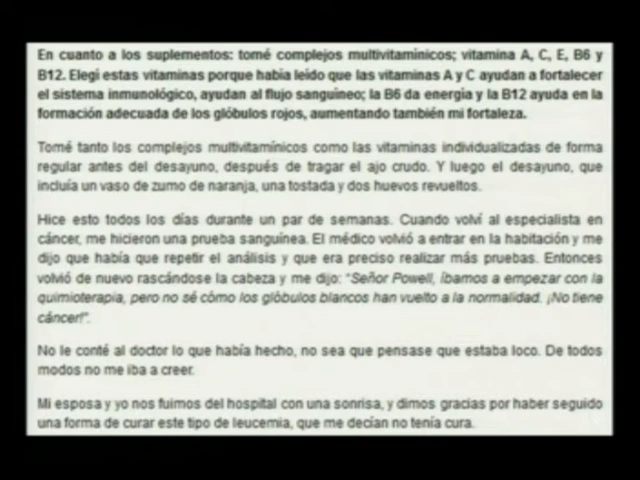 En cuanto a los suplementos: tomé complejos multivitamínicos; vitamina A, C, E, B6 y
B12. Elegí estas vitaminas porque había leído que las vitaminas A y C ayudan a fortalecer
el sistema inmunológico, ayudan al flujo sanguíneo; la B6 da energía y la B12 ayuda en la
formación adecuada de los glóbulos rojos, aumentando también mi fortaleza.
Tomé tanto los complejos multivitamínicos como las vitaminas individualizadas de forma
regular antes del desayuno, después de tragar el ajo crudo. Y luego el desayuno, que
incluía un vaso de zumo de naranja, una tostada y dos huevos revueltos.
Hice esto todos los días durante un par de semanas. Cuando volví al especialista en
cáncer, me hicieron una prueba sanguínea. El médico volvió a entrar en la habitación y me
dijo que había que repetir el análisis y que era preciso realizar más pruebas. Entonces
volvió de nuevo rascándose la cabeza y me dijo: “Señor Powell, íbamos a empezar con la
quimioterapia, pero no sé cómo los glóbulos blancos han vuelto a la normalidad. ¡No tiene
cáncer!”.
No le conté al doctor lo que había hecho, no sea que pensase que estaba loco. De todos
modos no me iba a creer.
Mi esposa y yo nos fuimos del hospital con una sonrisa, y dimos gracias por haber seguido
una forma de curar este tipo de leucemia, que me decían no tenía cura.